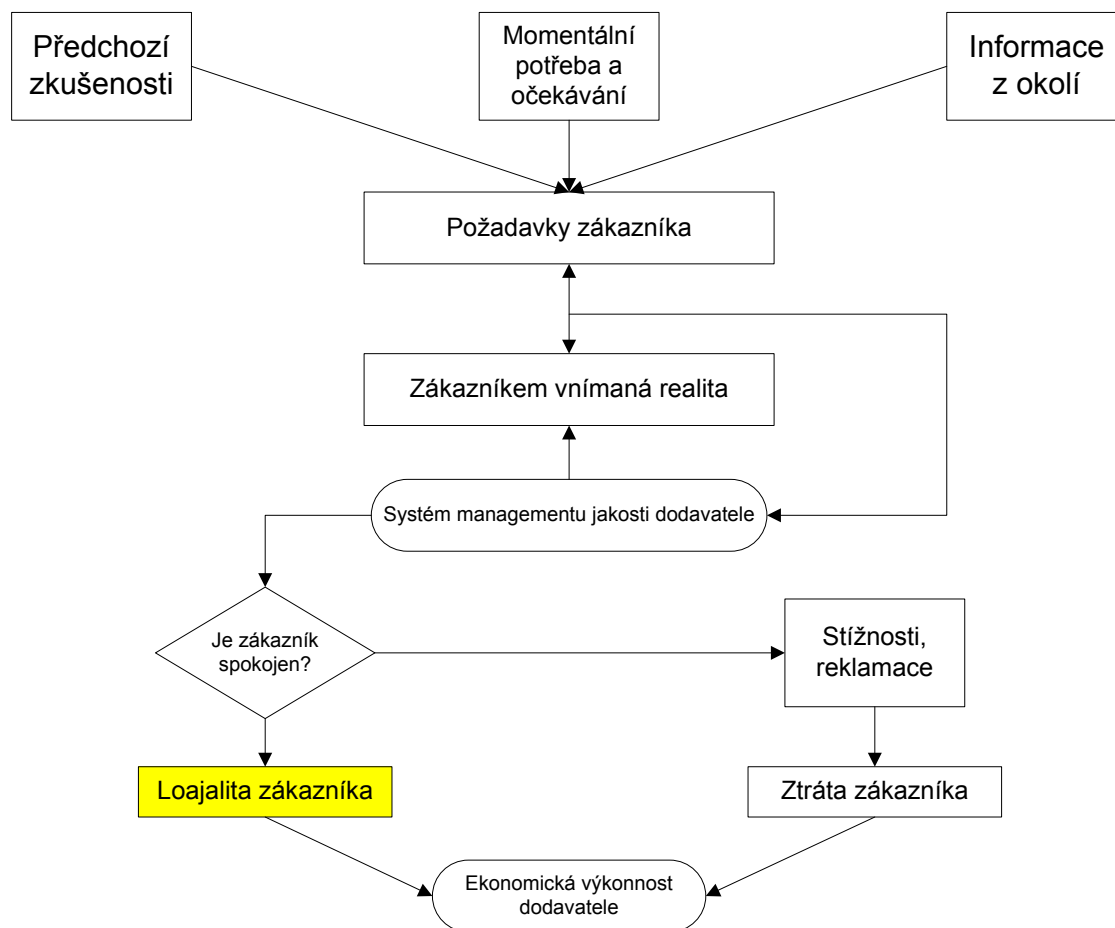 Předchozí
zkušenosti
Momentální
potřeba a
očekávání
Informace
z okolí
Požadavky zákazníka
Zákazníkem vnímaná realita
Systém managementu jakosti dodavatele
Je zákazník
spokojen?
Stížnosti,
reklamace
Loajalita zákazníka
Ztráta zákazníka
Ekonomická výkonnost
dodavatele